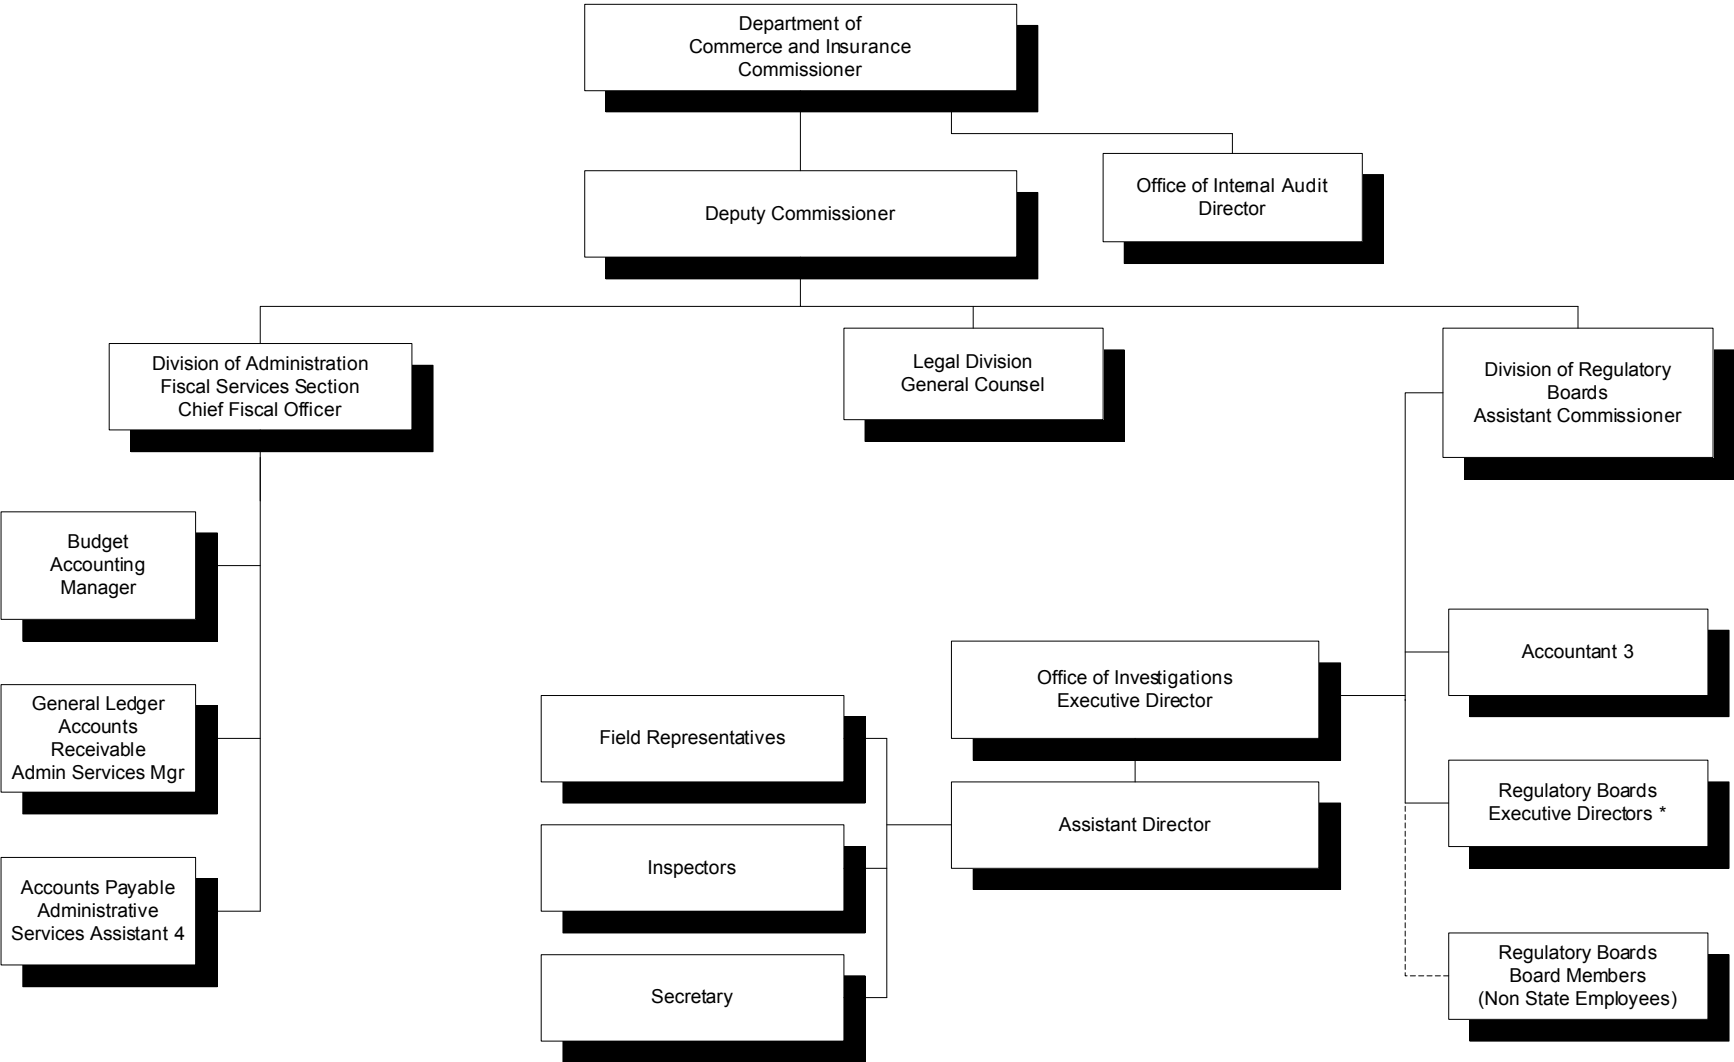 Department of
Commerce and Insurance
Commissioner
Office of Internal Audit
Director
Deputy Commissioner
Division of Administration
Fiscal Services Section
Chief Fiscal Officer
Legal Division
General Counsel
Division of Regulatory
Boards
Assistant Commissioner
Budget
Accounting
Manager
General Ledger
Accounts
Receivable
Admin Services Mgr
Accounts Payable
Administrative
Services Assistant 4
Office of Investigations
Executive Director
Assistant Director
Field Representatives
Inspectors
Secretary
Accountant 3
Regulatory Boards
Executive Directors *
Regulatory Boards
Board Members
(Non State Employees)